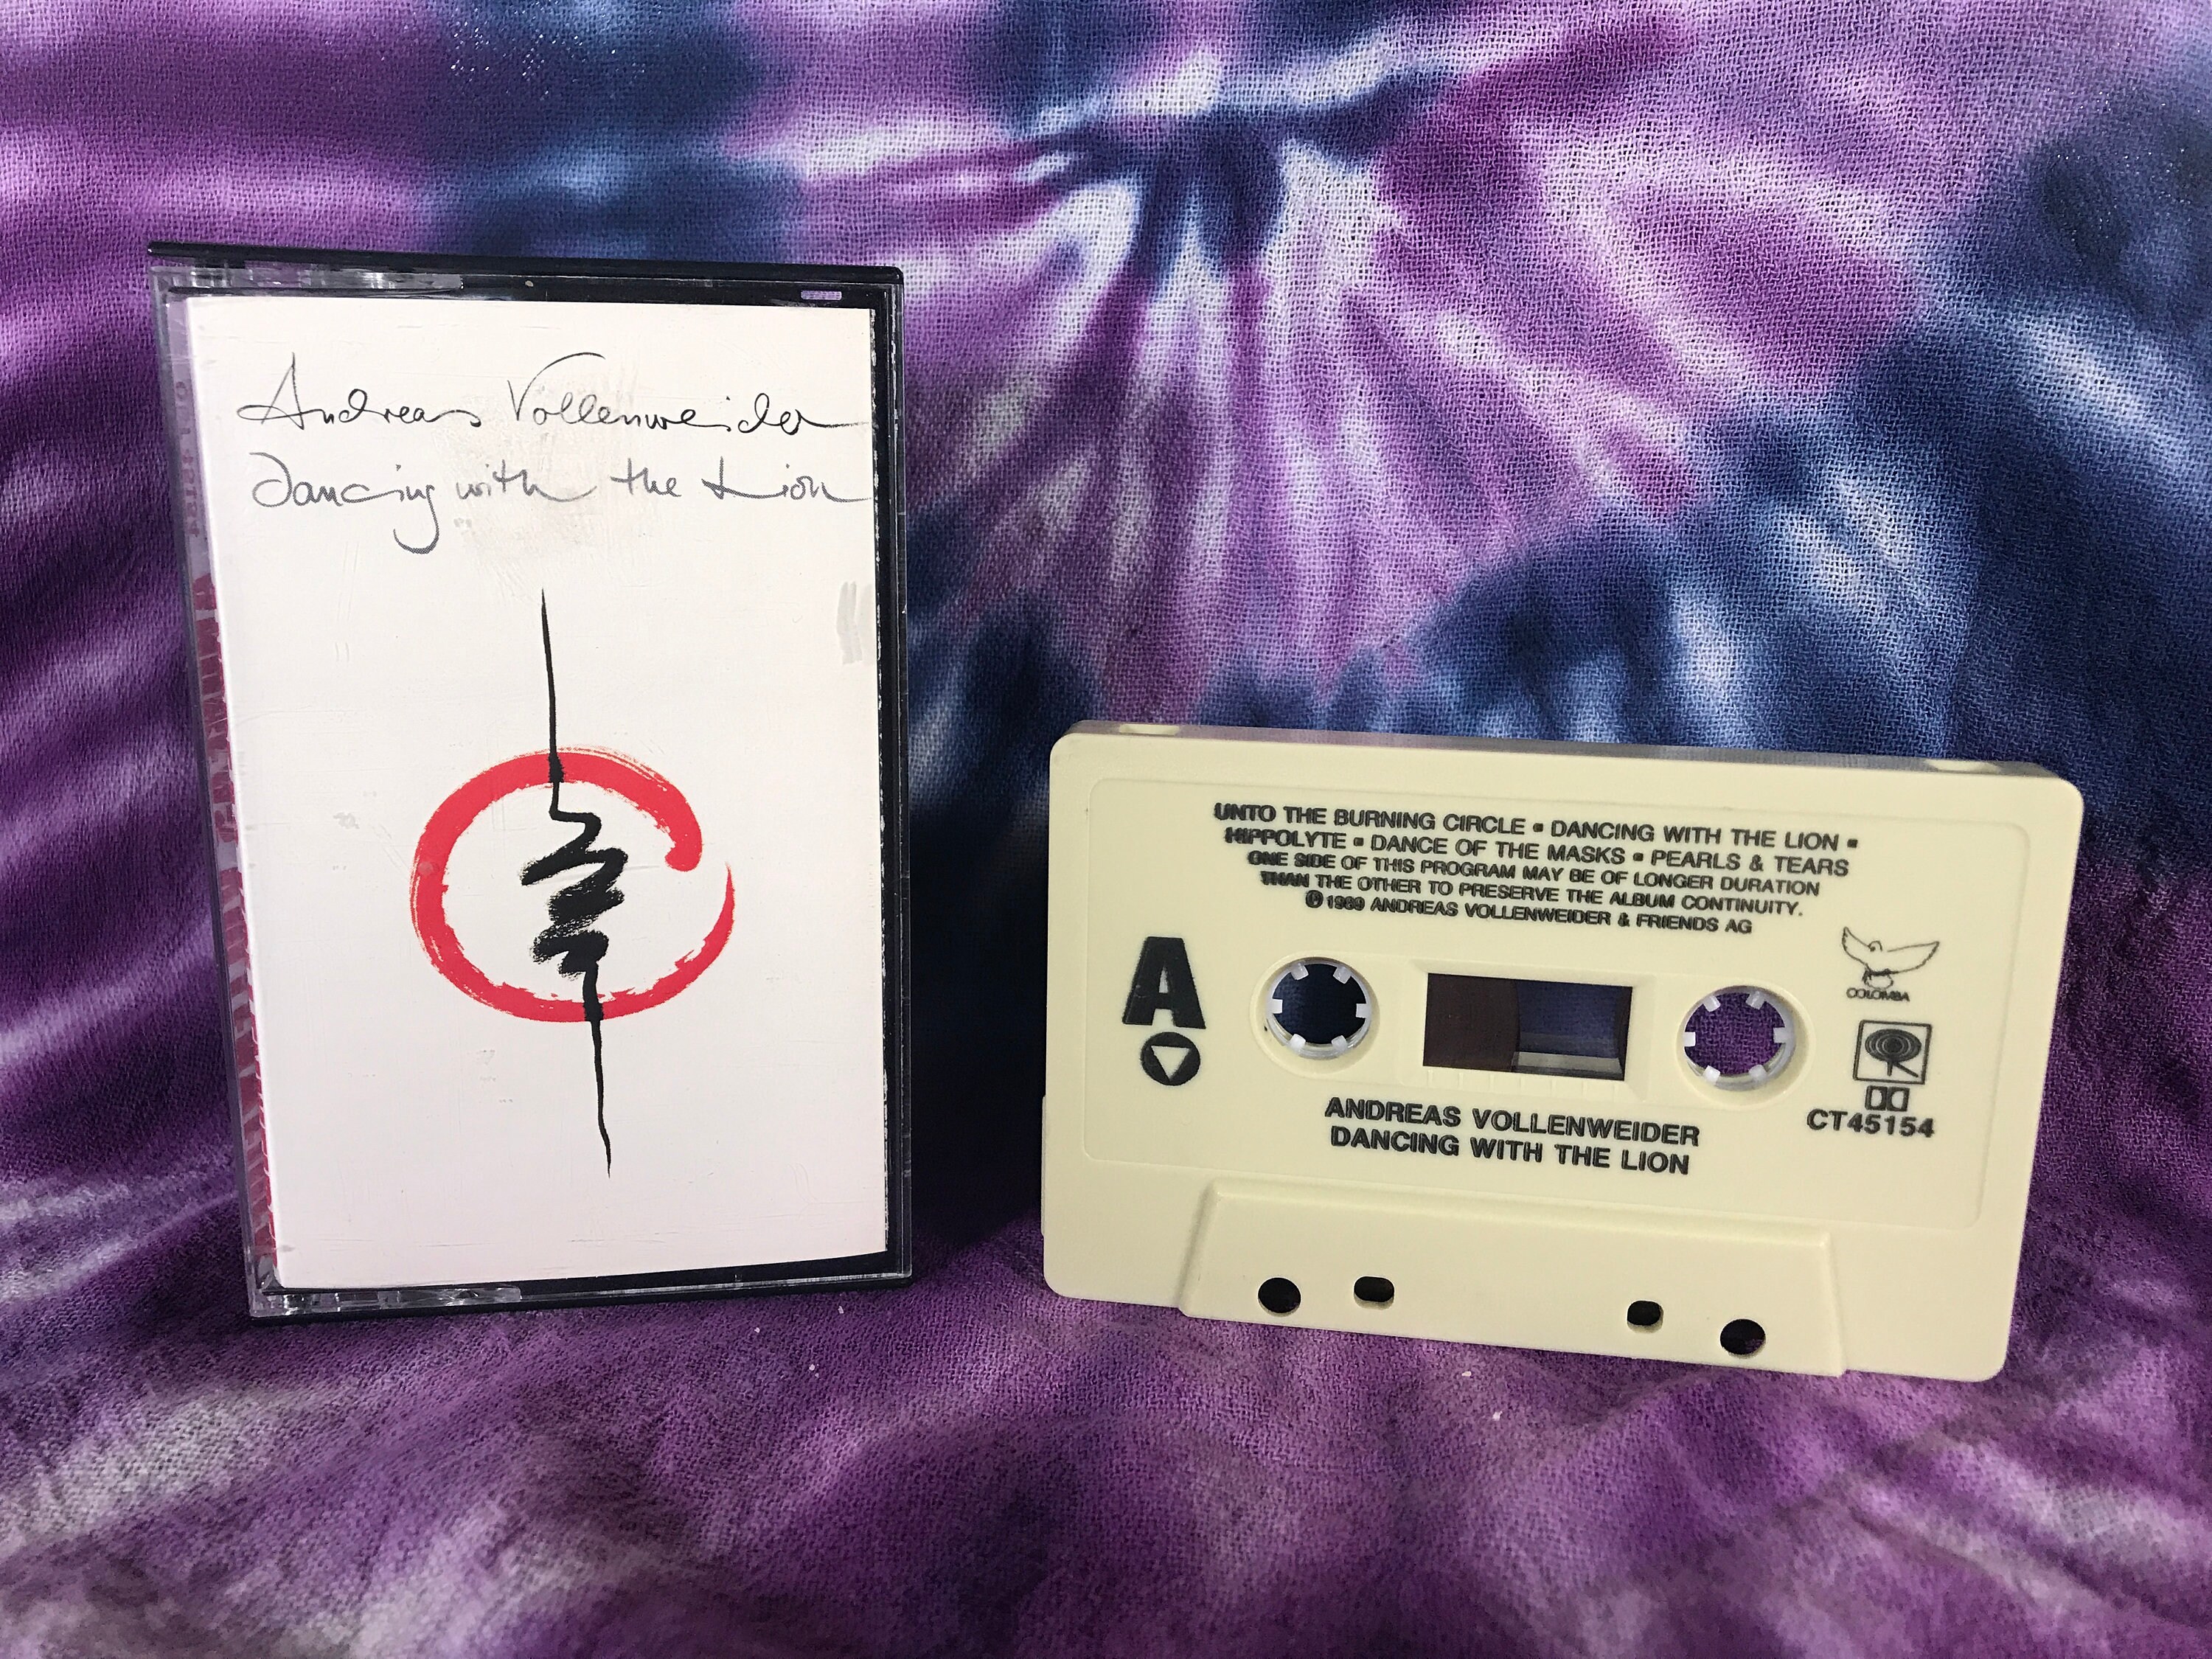 Andreas Vollenweider
Dancing with the Lion
UNTO THE BURNING CIRCLE ▪ DANCING WITH THE LION ▪
HIPPOLYTE ▪ DANCE OF THE MASKS ▪ PEARLS & TEARS
ONE SIDE OF THIS PROGRAM MAY BE OF LONGER DURATION
THAN THE OTHER TO PRESERVE THE ALBUM CONTINUITY.
℗ 1989 ANDREAS VOLLENWEIDER & FRIENDS AG
A
COLOMBA
CT45154
ANDREAS VOLLENWEIDER
DANCING WITH THE LION